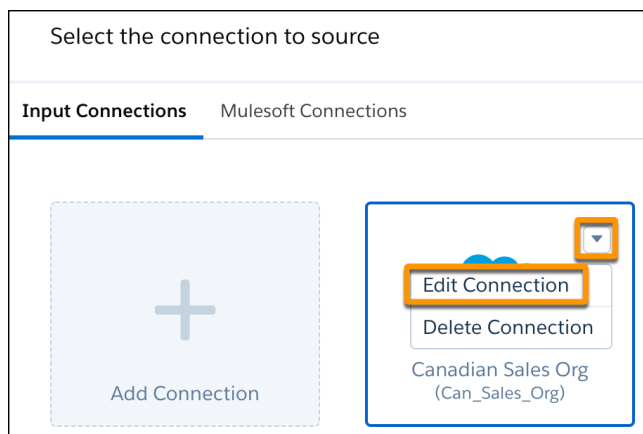 Select the connection to source
Input Connections
Mulesoft Connections
Edit Connection
Delete Connection
Add Connection
Canadian Sales Org
(Can_Sales_Org)